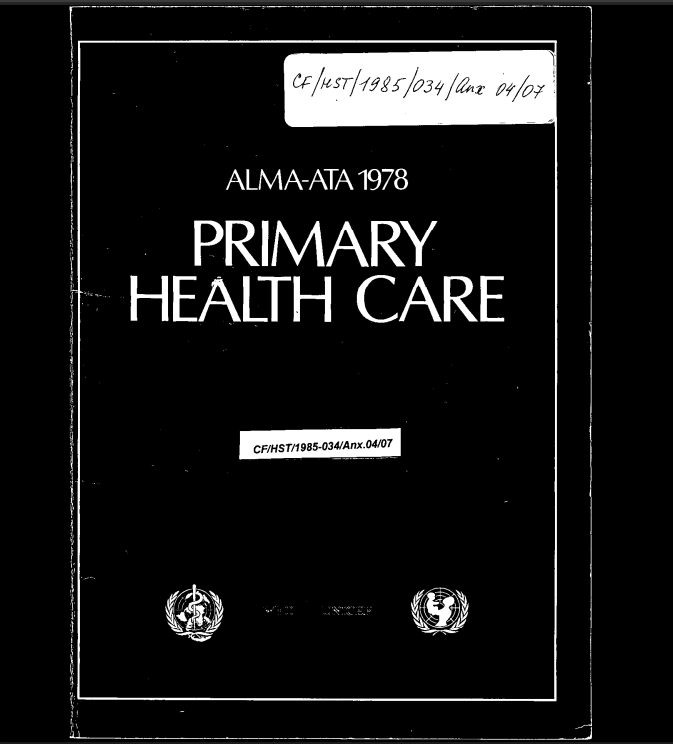 CF/HST/1985/034/Anx 04/07
ALMA-ATA 1978
PRIMARY
HEALTH CARE
CF/HST/1985-034/Anx.04/07
UNICEF